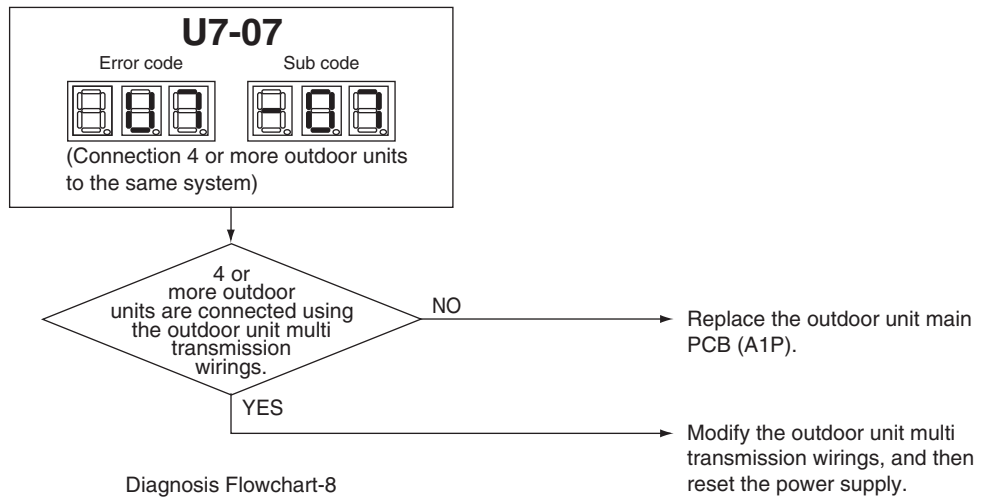 U7-07
Error code
Sub code
U7
-07
(Connection 4 or more outdoor units
to the same system)
4 or
more outdoor
units are connected using
the outdoor unit multi
transmission
wirings.
NO
Replace the outdoor unit main
PCB (A1P).
YES
Modify the outdoor unit multi
transmission wirings, and then
reset the power supply.
Diagnosis Flowchart-8